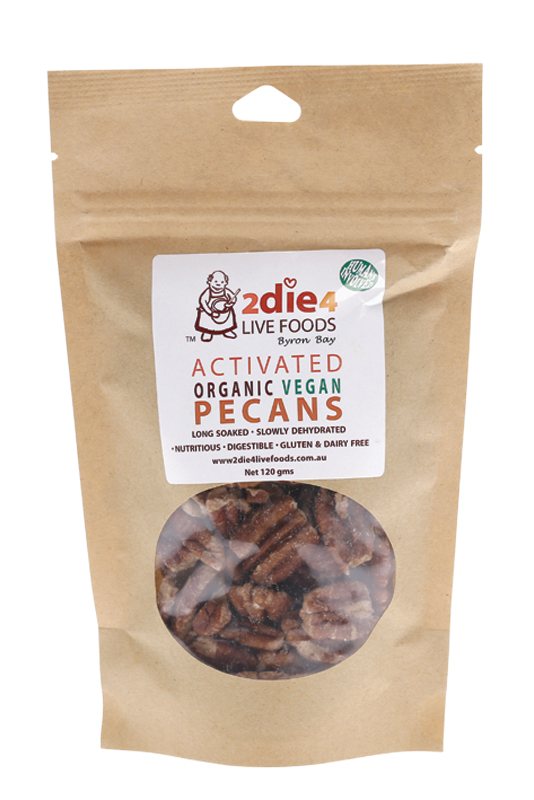 2die4
LIVE FOODS
Byron Bay
TM
ACTIVATED
ORGANIC VEGAN
PECANS
LONG SOAKED • SLOWLY DEHYDRATED
•NUTRITIOUS • DIGESTIBLE • GLUTEN & DAIRY FREE
www.2die4livefoods.com.au
Net 120 gms